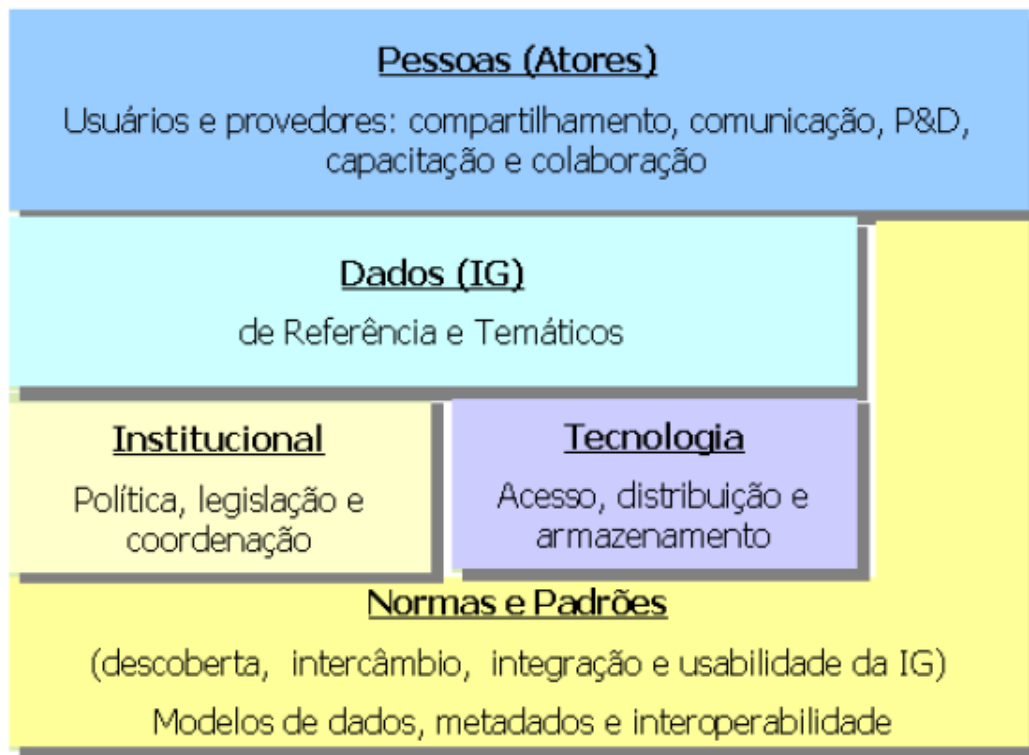 Pessoas (Atores)
Usuários e provedores: compartilhamento, comunicação, P&D,
capacitação e colaboração
Dados (IG)
de Referência e Temáticos
Institucional
Política, legislação e
coordenação
Tecnologia
Acesso, distribuição e
armazenamento
Normas e Padrões
(descoberta, intercâmbio, integração e usabilidade da IG)
Modelos de dados, metadados e interoperabilidade